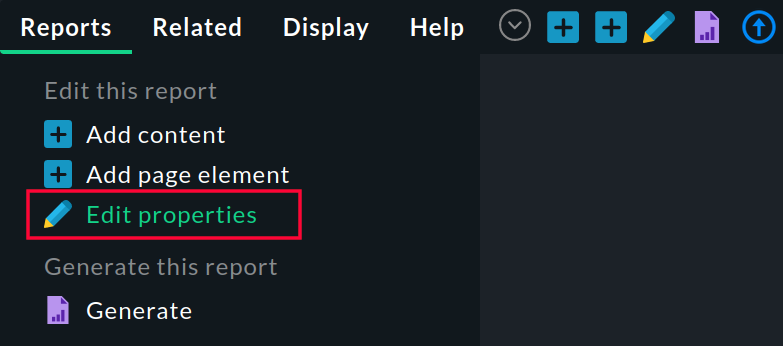 Reports Related Display Help
Edit this report
Add content
Add page element
Edit properties
Generate this report
Generate